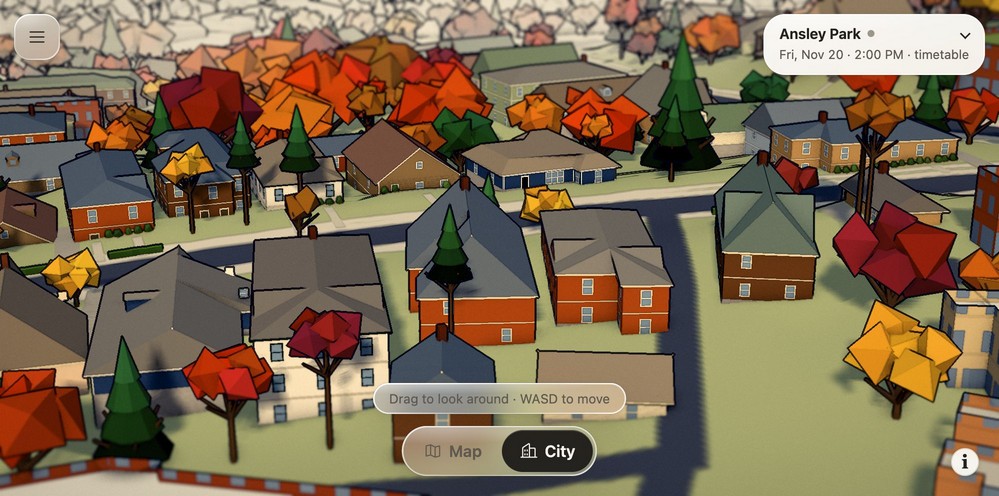 Ansley Park
Fri, Nov 20 · 2:00 PM · timetable
Drag to look around · WASD to move
Map
City
i